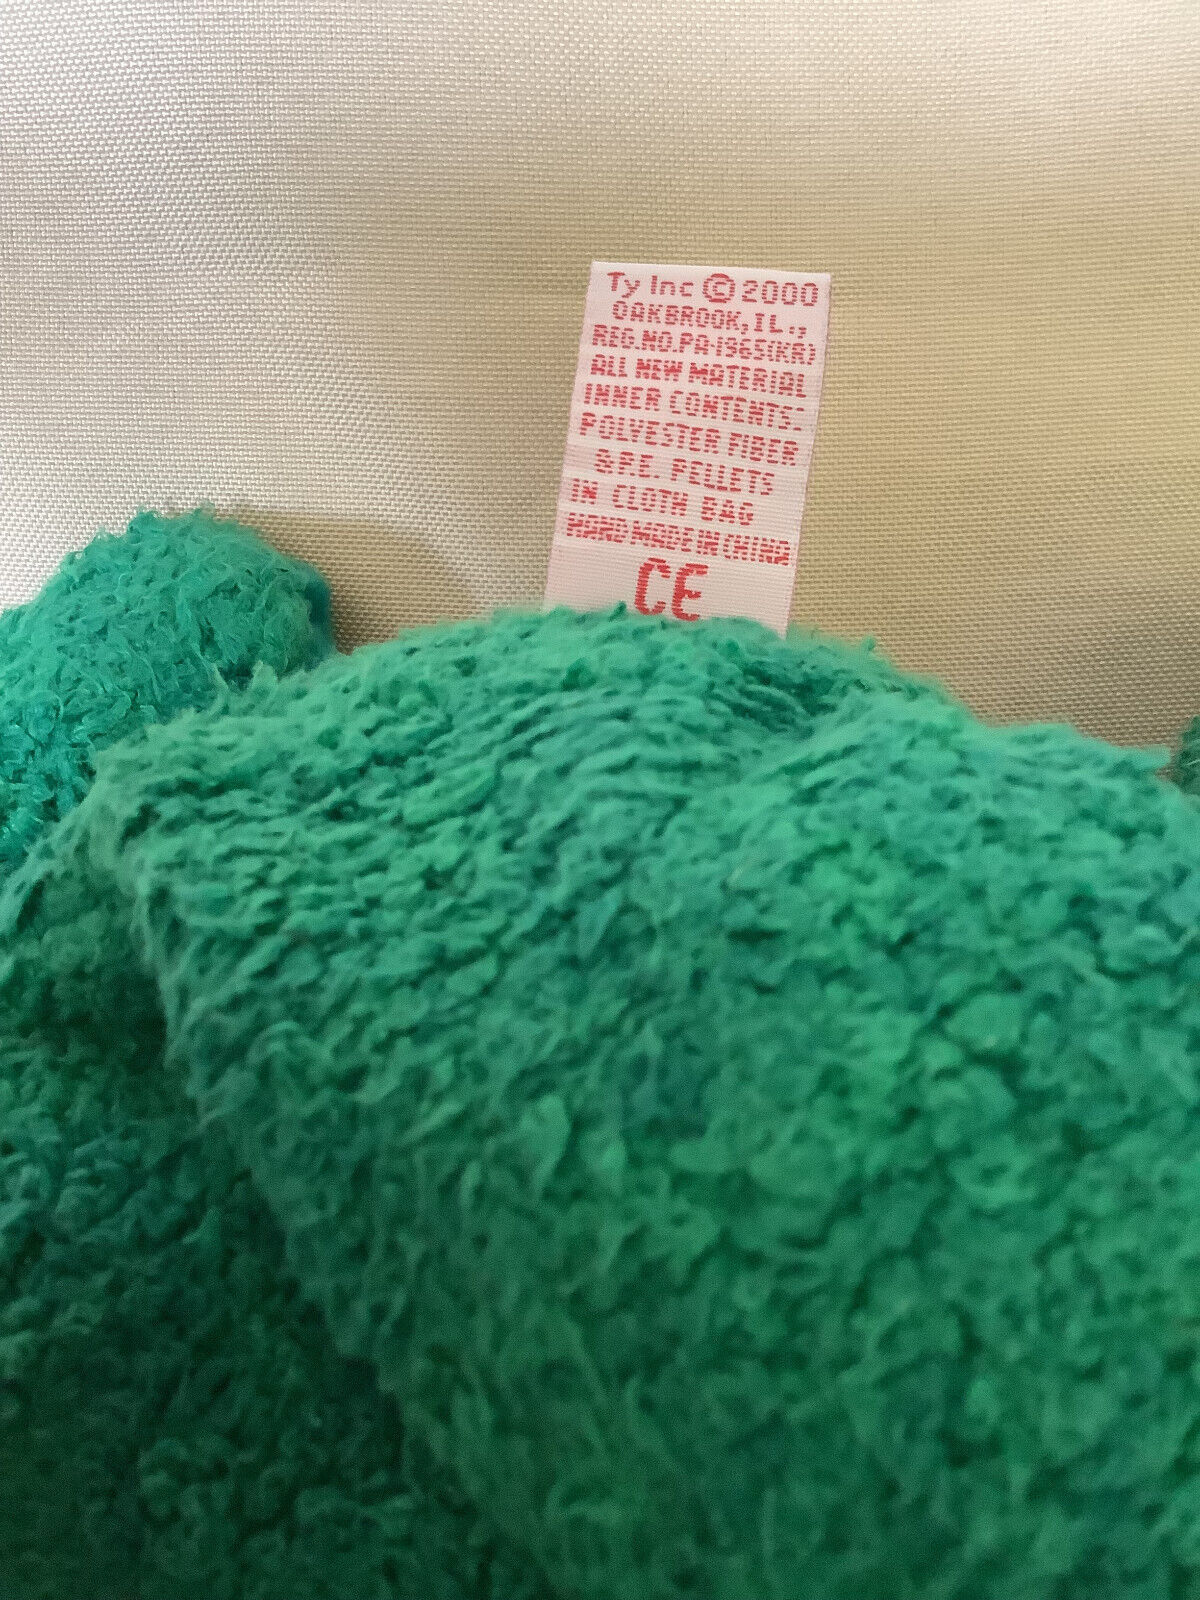 Ty Inc © 2000
OAKBROOK, IL.,
REG.NO.PA-1965(KR)
ALL NEW MATERIAL
INNER CONTENTS:
POLYESTER FIBER
& P.E. PELLETS
IN CLOTH BAG
HAND MADE IN CHINA
CE